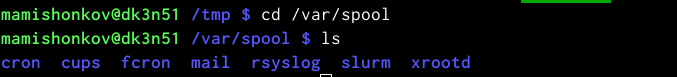 mamishonkov@dk3n51 /tmp $ cd /var/spool
mamishonkov@dk3n51 /var/spool $ ls
cron  cups  fcron  mail  rsyslog  slurm  xrootd